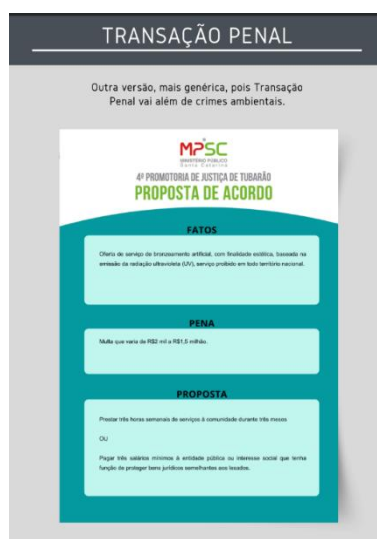 TRANSAÇÃO PENAL
Outra versão, mais genérica, pois Transação
Penal vai além de crimes ambientais.
MPSC
MINISTÉRIO PÚBLICO
Santa Catarina
4ª PROMOTORIA DE JUSTIÇA DE TUBARÃO
PROPOSTA DE ACORDO
FATOS
Oferta de serviço de bronzeamento artificial, com finalidade estética, baseada na
emissão da radiação ultravioleta (UV), serviço proibido em todo território nacional.
PENA
Multa que varia de R$2 mil a R$1,5 milhão.
PROPOSTA
Prestar três horas semanais de serviços à comunidade durante três meses
OU
Pagar três salários mínimos à entidade pública ou interesse social que tenha
função de proteger bens jurídicos semelhantes aos lesados.